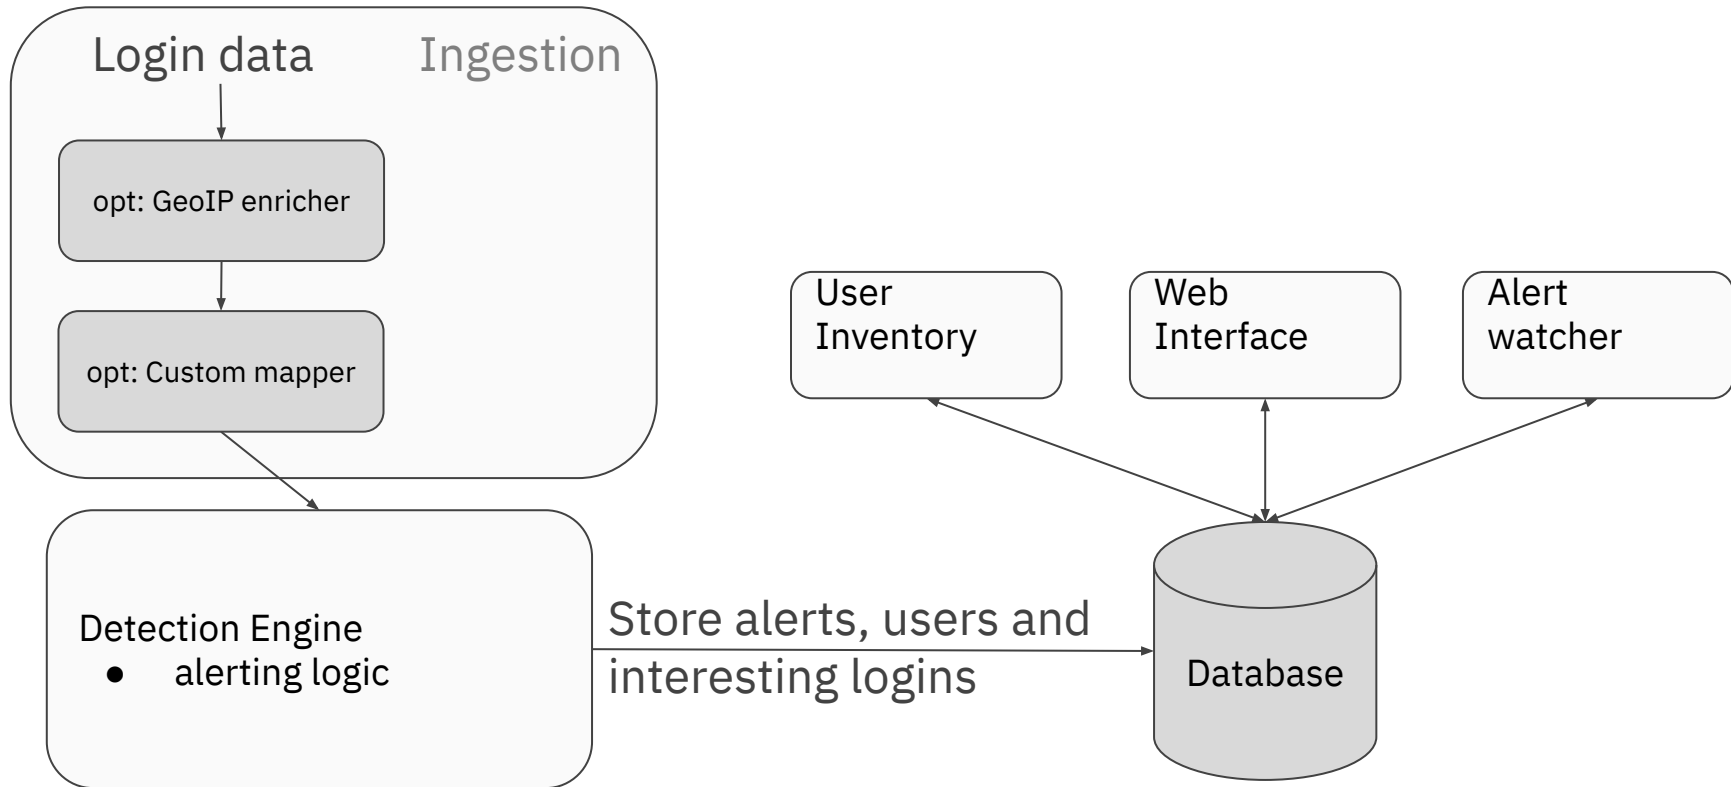 Login data
Ingestion
opt: GeoIP enricher
opt: Custom mapper
User
Inventory
Web
Interface
Alert
watcher
Detection Engine
● alerting logic
Store alerts, users and
interesting logins
Database